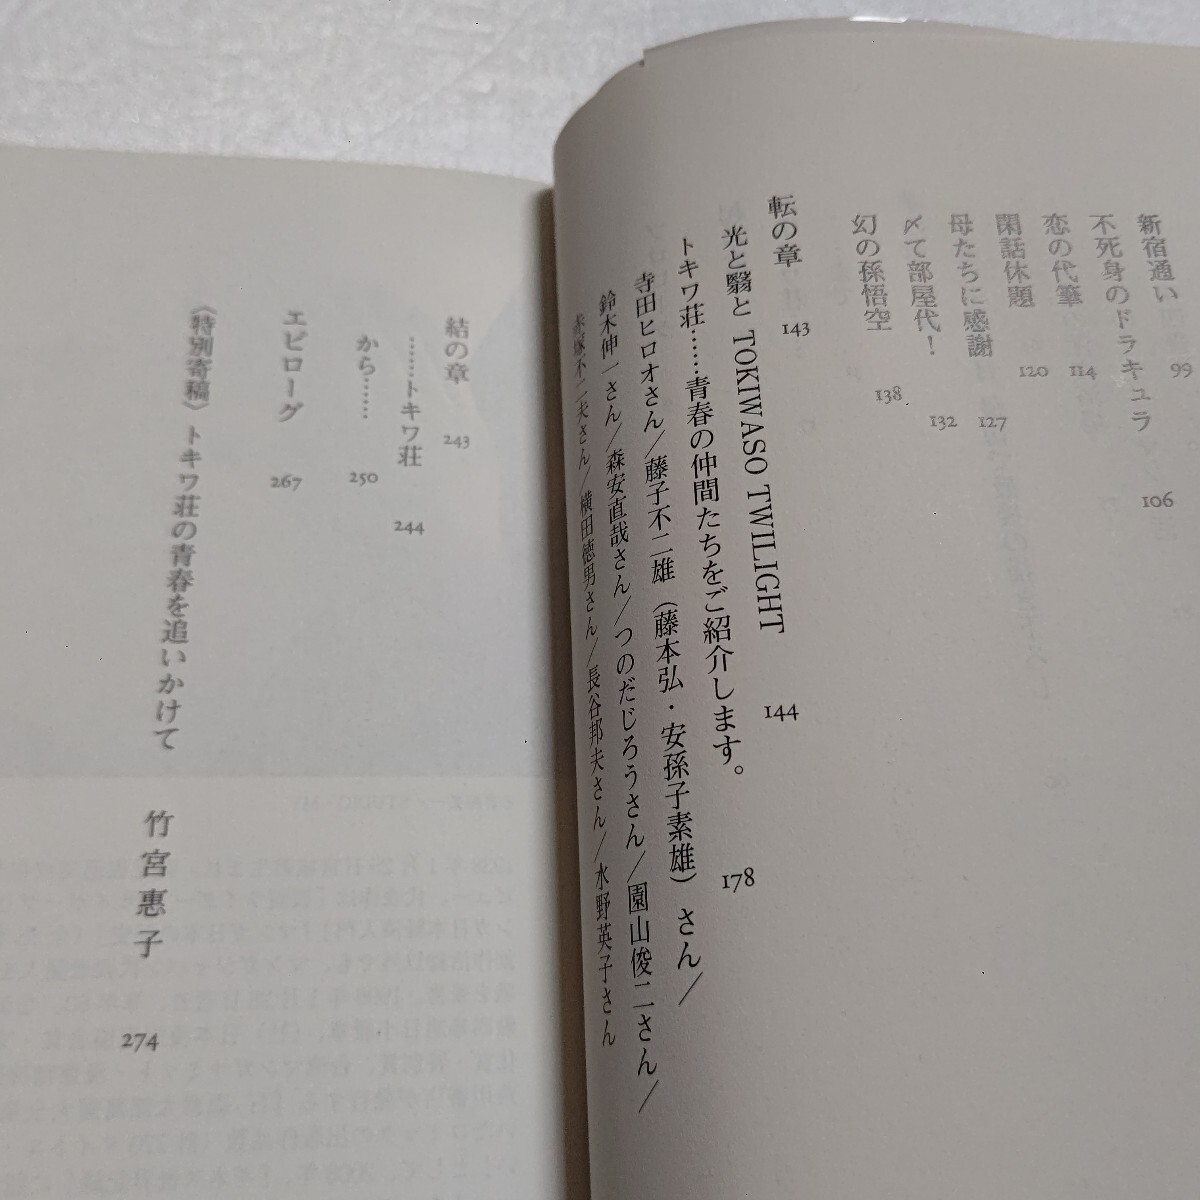 新宿通い 99
不死身のドラキュラ 106
恋の代筆 114
閑話休題 120
母たちに感謝 127
〆て部屋代！ 132
幻の孫悟空 138
転の章 143
光と翳と TOKIWASO TWILIGHT 144
トキワ荘……青春の仲間たちをご紹介します。 178
寺田ヒロオさん／藤子不二雄（藤本弘・安孫子素雄）さん／
鈴木伸一さん／森安直哉さん／つのだじろうさん／園山俊二さん／
赤塚不二夫さん／横田徳男さん／長谷邦夫さん／水野英子さん
結の章 243
……トキワ荘 244
から…… 250
エピローグ 267
〈特別寄稿〉トキワ荘の青春を追いかけて 竹宮惠子 274